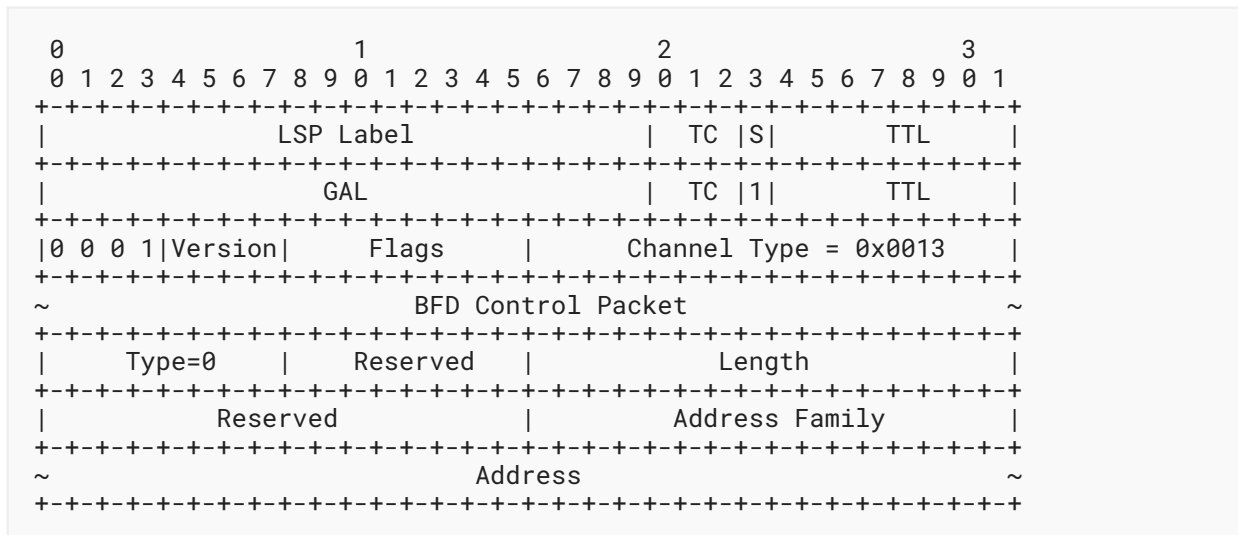 0                   1                   2                   3
 0 1 2 3 4 5 6 7 8 9 0 1 2 3 4 5 6 7 8 9 0 1 2 3 4 5 6 7 8 9 0 1
+-+-+-+-+-+-+-+-+-+-+-+-+-+-+-+-+-+-+-+-+-+-+-+-+-+-+-+-+-+-+-+-+
|               LSP Label               |  TC |S|       TTL     |
+-+-+-+-+-+-+-+-+-+-+-+-+-+-+-+-+-+-+-+-+-+-+-+-+-+-+-+-+-+-+-+-+
|                  GAL                  |  TC |1|       TTL     |
+-+-+-+-+-+-+-+-+-+-+-+-+-+-+-+-+-+-+-+-+-+-+-+-+-+-+-+-+-+-+-+-+
|0 0 0 1|Version|     Flags     |      Channel Type = 0x0013    |
+-+-+-+-+-+-+-+-+-+-+-+-+-+-+-+-+-+-+-+-+-+-+-+-+-+-+-+-+-+-+-+-+
~                        BFD Control Packet                     ~
+-+-+-+-+-+-+-+-+-+-+-+-+-+-+-+-+-+-+-+-+-+-+-+-+-+-+-+-+-+-+-+-+
|     Type=0    |    Reserved   |            Length             |
+-+-+-+-+-+-+-+-+-+-+-+-+-+-+-+-+-+-+-+-+-+-+-+-+-+-+-+-+-+-+-+-+
|           Reserved            |         Address Family        |
+-+-+-+-+-+-+-+-+-+-+-+-+-+-+-+-+-+-+-+-+-+-+-+-+-+-+-+-+-+-+-+-+
~                            Address                            ~
+-+-+-+-+-+-+-+-+-+-+-+-+-+-+-+-+-+-+-+-+-+-+-+-+-+-+-+-+-+-+-+-+